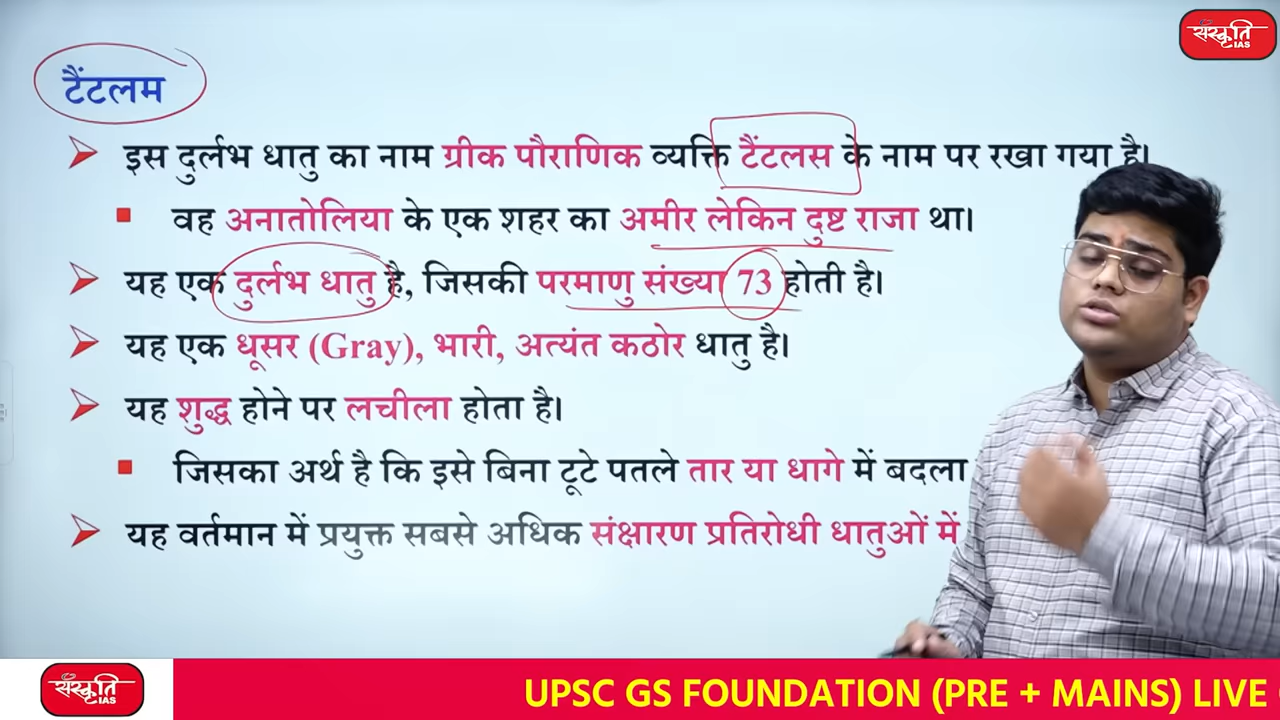 संस्कृति
IAS
टैंटलम
इस दुर्लभ धातु का नाम ग्रीक पौराणिक व्यक्ति टैंटलस के नाम पर रखा गया है।
वह अनातोलिया के एक शहर का अमीर लेकिन दुष्ट राजा था।
यह एक दुर्लभ धातु है, जिसकी परमाणु संख्या 73 होती है।
यह एक धूसर (Gray), भारी, अत्यंत कठोर धातु है।
यह शुद्ध होने पर लचीला होता है।
जिसका अर्थ है कि इसे बिना टूटे पतले तार या धागे में बदला
यह वर्तमान में प्रयुक्त सबसे अधिक संक्षारण प्रतिरोधी धातुओं में
संस्कृति
IAS
UPSC GS FOUNDATION (PRE + MAINS) LIVE